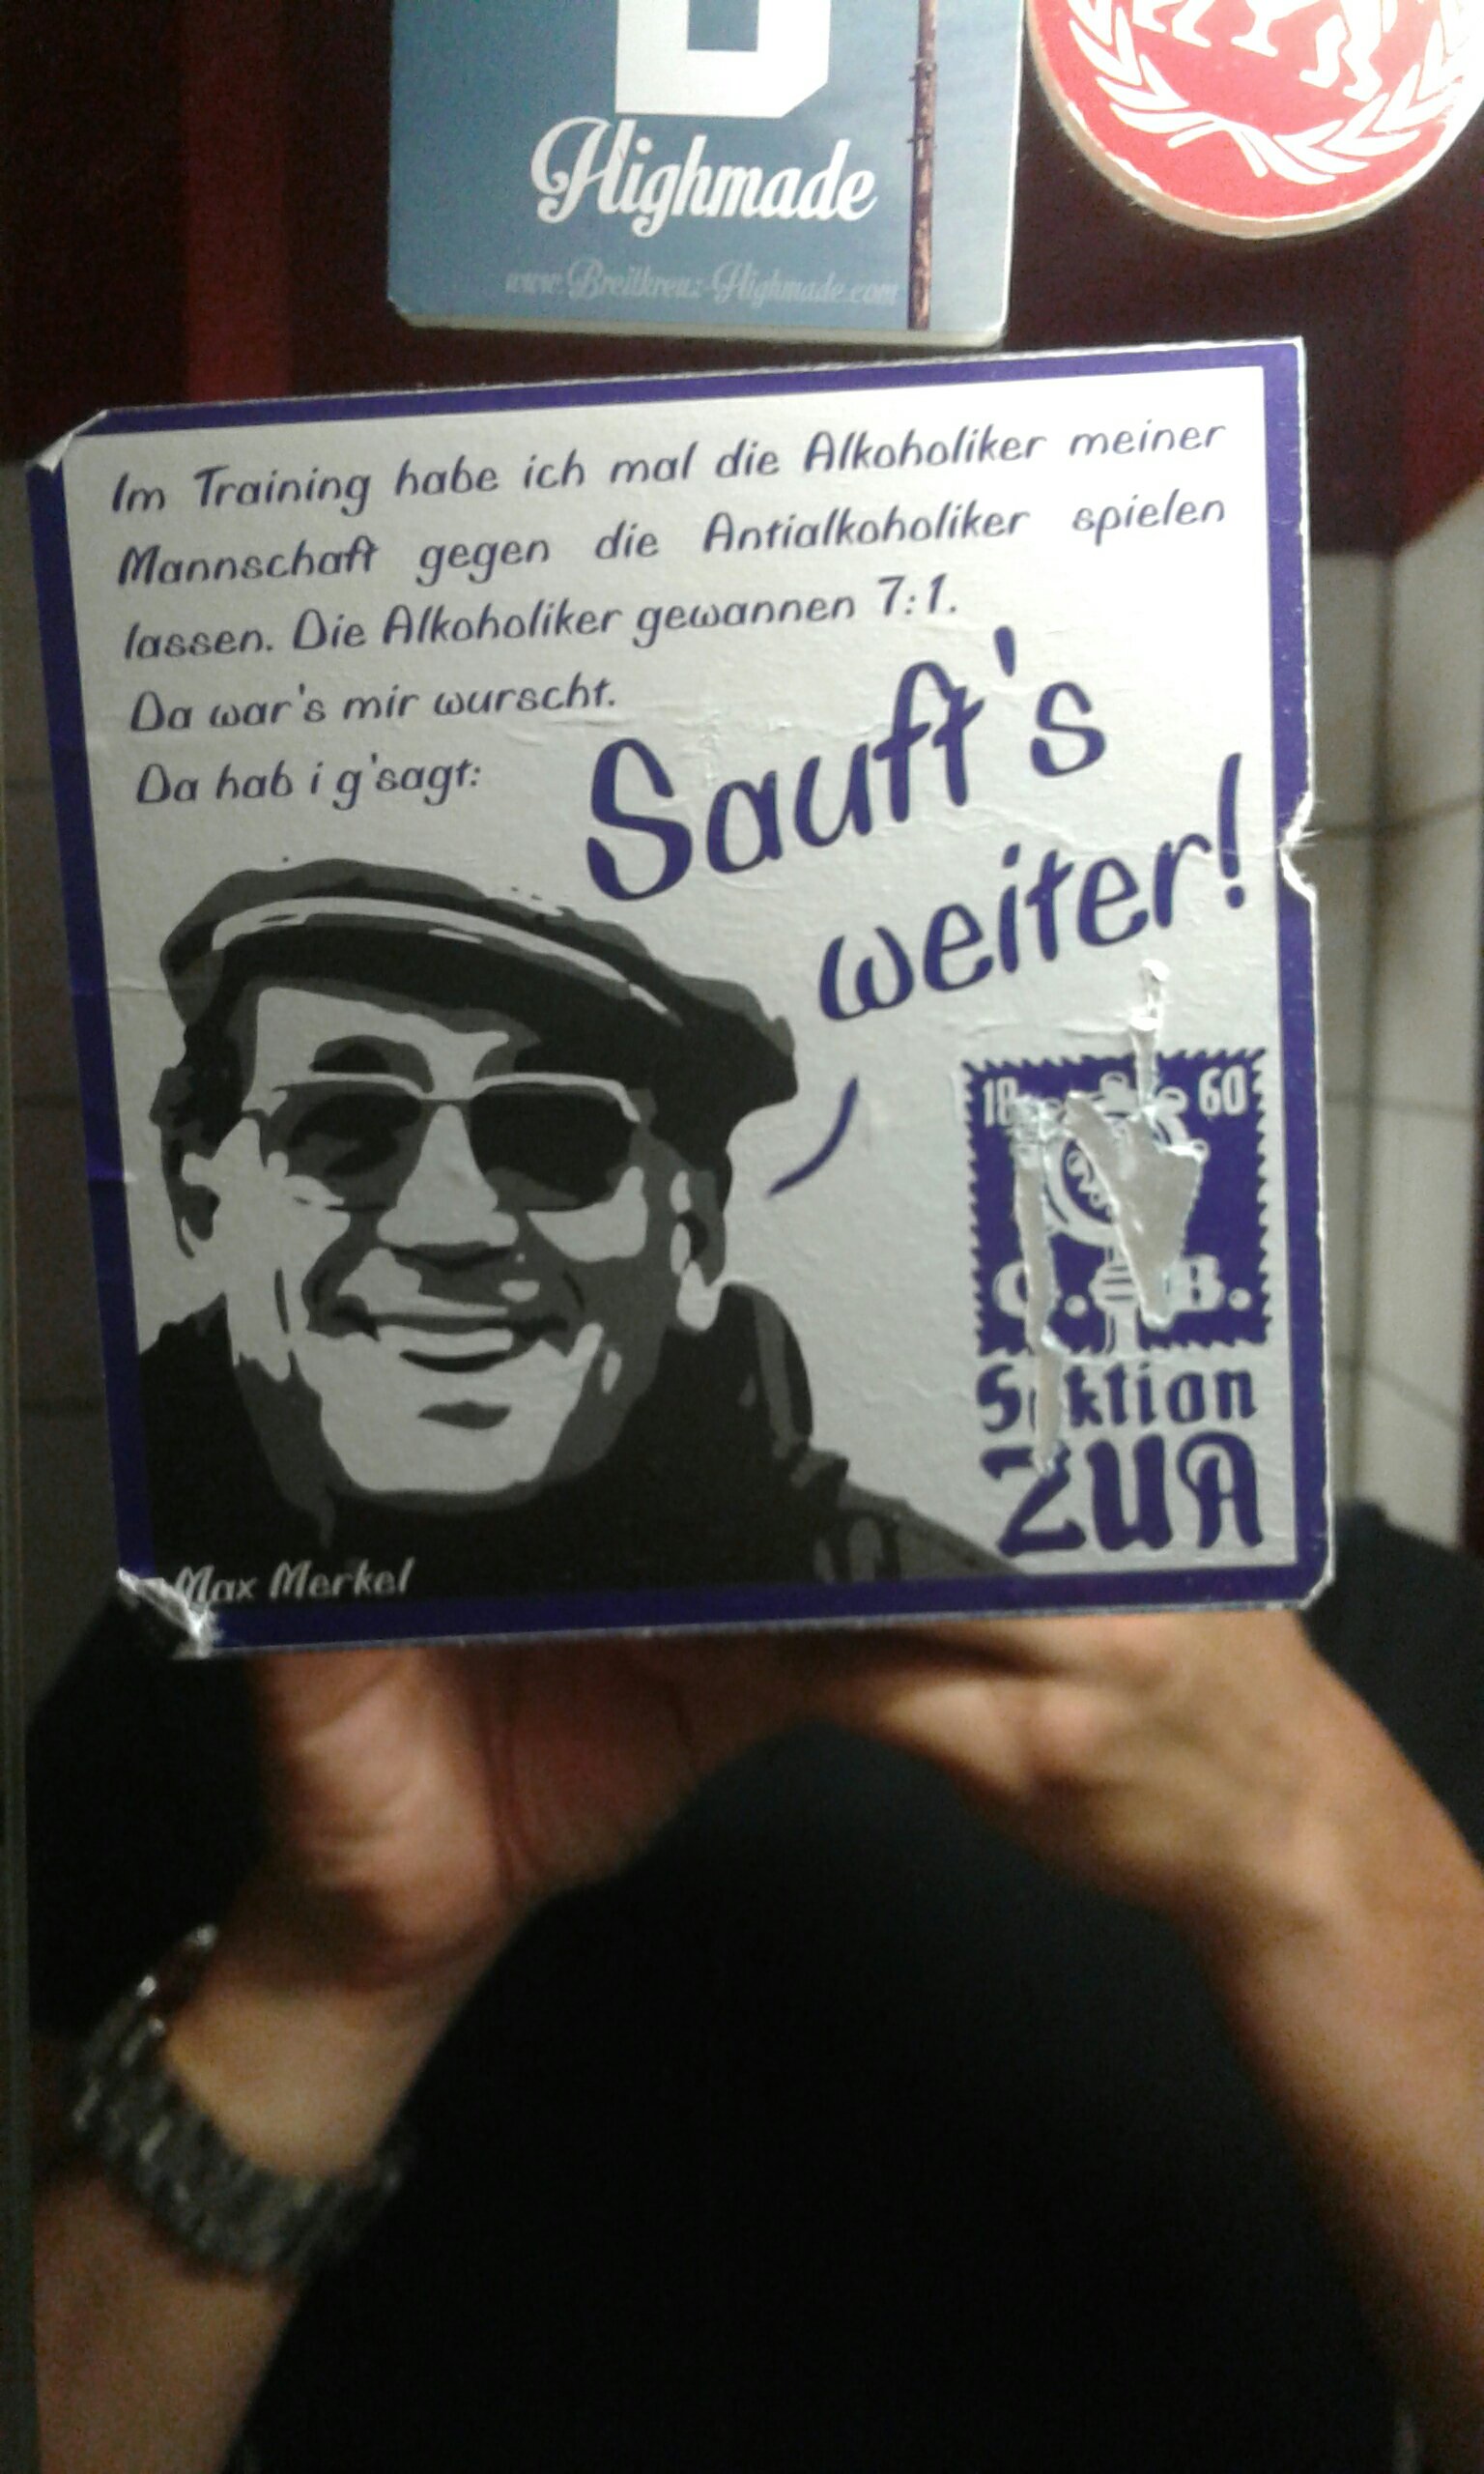 Highmade
www.Breitkreuz-Highmade.com
Im Training habe ich mal die Alkoholiker meiner
Mannschaft gegen die Antialkoholiker spielen
lassen. Die Alkoholiker gewannen 7:1.
Da war's mir wurscht.
Da hab i g'sagt:
Sauft's
weiter!
18 60
B.
Sektion
ZUA
Max Merkel